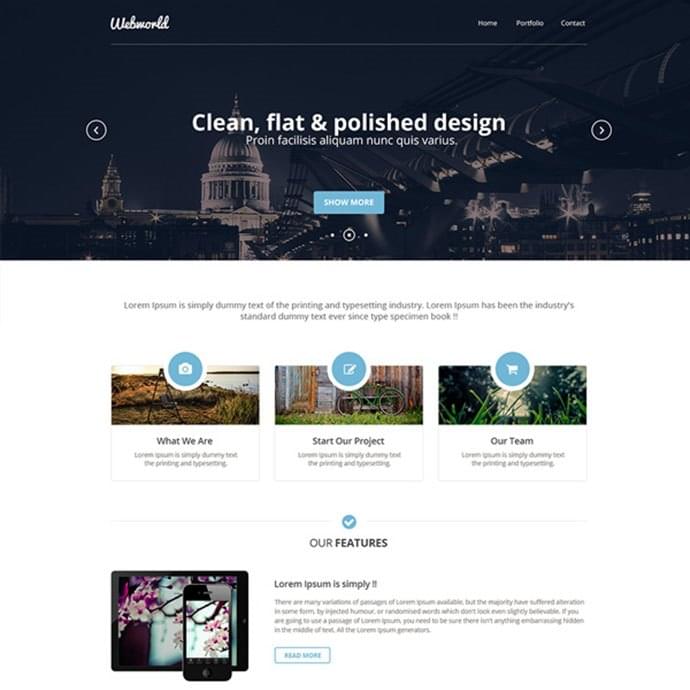 Webworld
Home Portfolio Contact
Clean, flat & polished design
Proin facilisis aliquam nunc quis varius.
SHOW MORE
Lorem Ipsum is simply dummy text of the printing and typesetting industry. Lorem Ipsum has been the industry's
standard dummy text ever since type specimen book !!
What We Are
Lorem Ipsum is simply dummy text of
the printing and typesetting.
Start Our Project
Lorem Ipsum is simply dummy text of
the printing and typesetting.
Our Team
Lorem Ipsum is simply dummy text of
the printing and typesetting.
OUR FEATURES
Lorem Ipsum is simply !!
There are many variations of passages of Lorem Ipsum available, but the majority have suffered alteration
in some form, by injected humour, or randomised words which don't look even slightly believable. If you
are going to use a passage of Lorem Ipsum, you need to be sure there isn't anything embarrassing hidden
in the middle of text. All the Lorem Ipsum generators.
READ MORE